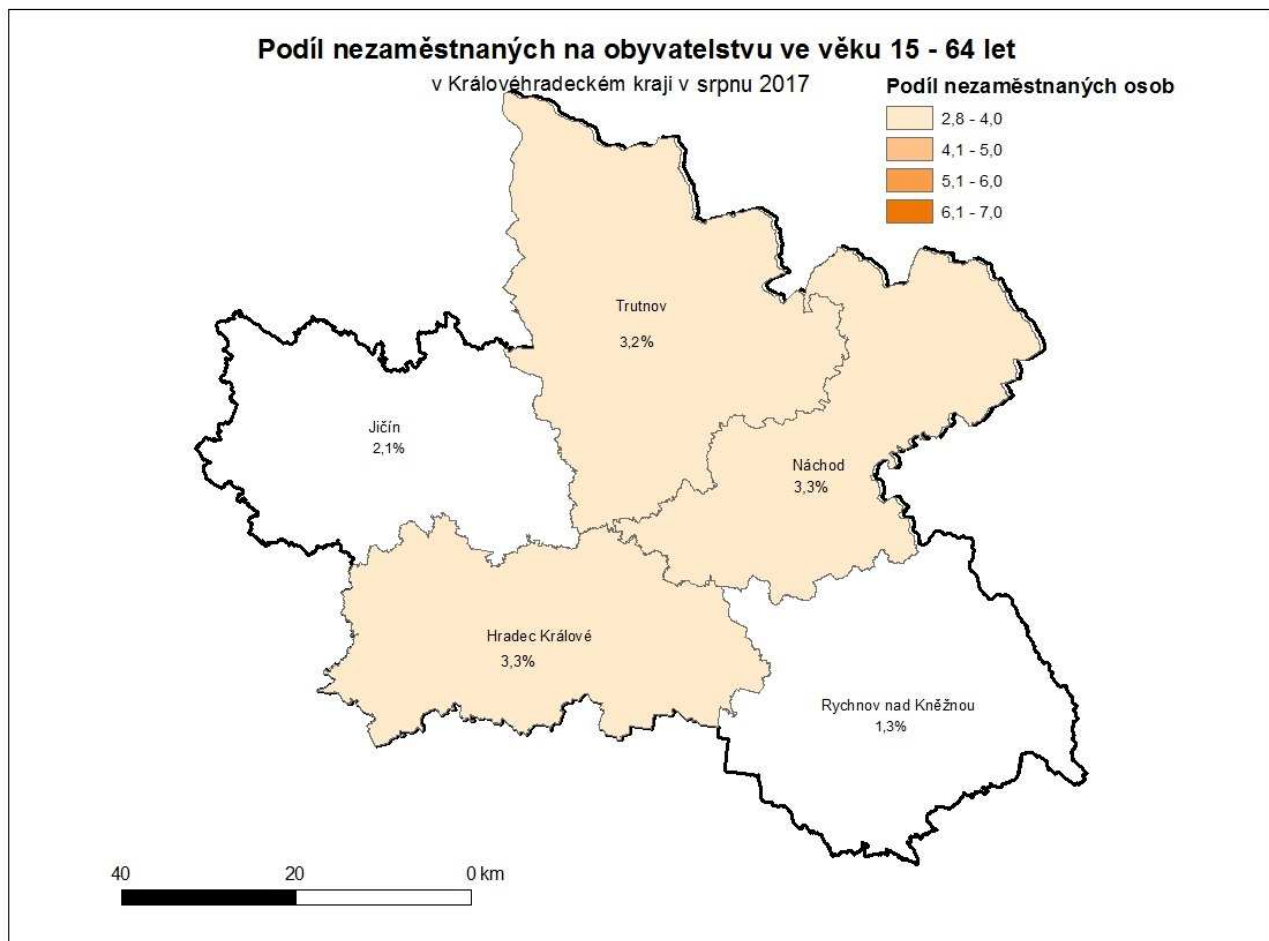 Podíl nezaměstnaných na obyvatelstvu ve věku 15 - 64 let
v Královéhradeckém kraji v srpnu 2017
Podíl nezaměstnaných osob
2,8 - 4,0
4,1 - 5,0
5,1 - 6,0
6,1 - 7,0
Trutnov
3,2%
Jičín
2,1%
Náchod
3,3%
Hradec Králové
3,3%
Rychnov nad Kněžnou
1,3%
40 20 0 km